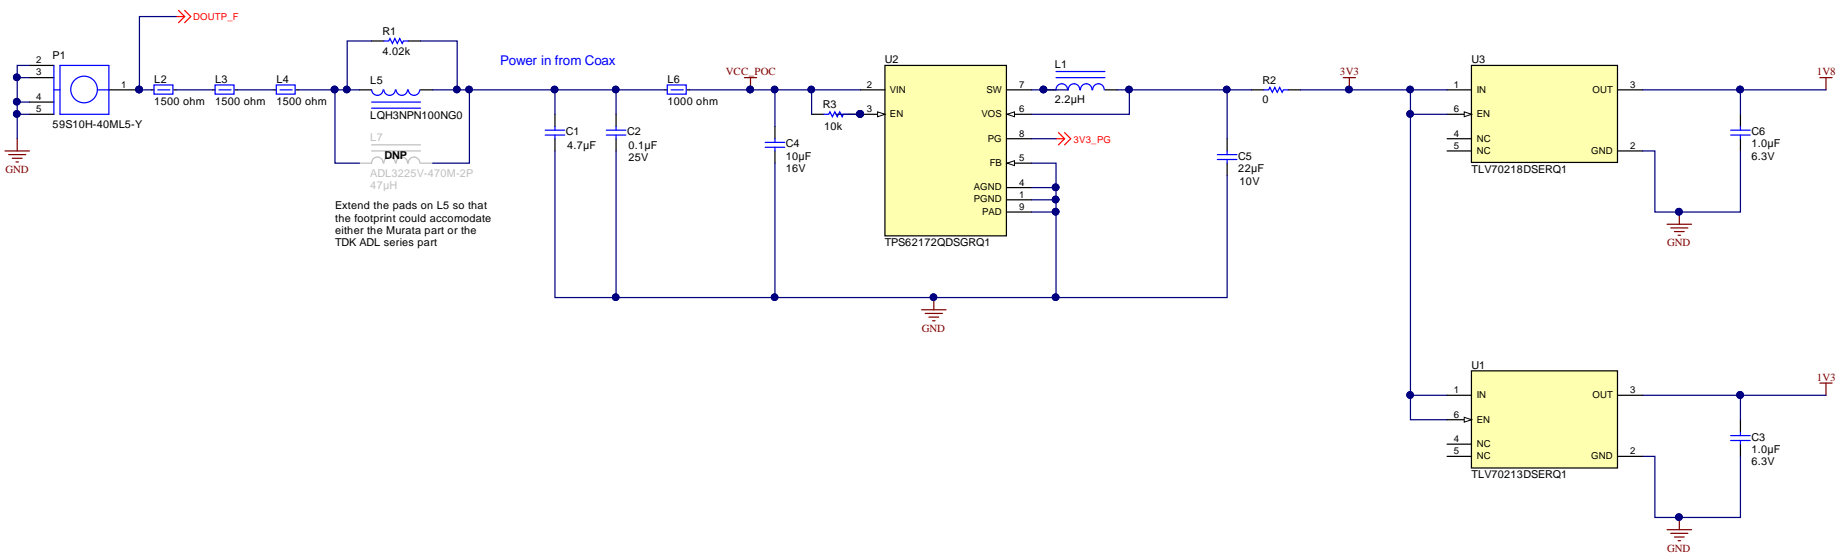 DOUTP_F
P1
2
3
4
5
1
59S10H-40ML5-Y
GND
L2
1500 ohm
L3
1500 ohm
L4
1500 ohm
R1
4.02k
L5
LQH3NPN100NG0
L7
DNP
ADL3225V-470M-2P
47µH
Extend the pads on L5 so that
the footprint could accomodate
either the Murata part or the
TDK ADL series part
Power in from Coax
C1
4.7µF
C2
0.1µF
25V
L6
1000 ohm
VCC_POC
C4
10µF
16V
R3
10k
U2
2
VIN
3
EN
SW
7
VOS
6
PG
8
FB
5
AGND
4
PGND
1
PAD
9
TPS62172QDSGRQ1
3V3_PG
L1
2.2µH
GND
C5
22µF
10V
R2
0
3V3
U3
1
IN
6
EN
4
NC
5
NC
OUT
3
GND
2
TLV70218DSERQ1
1V8
C6
1.0µF
6.3V
GND
U1
1
IN
6
EN
4
NC
5
NC
OUT
3
GND
2
TLV70213DSERQ1
1V3
C3
1.0µF
6.3V
GND